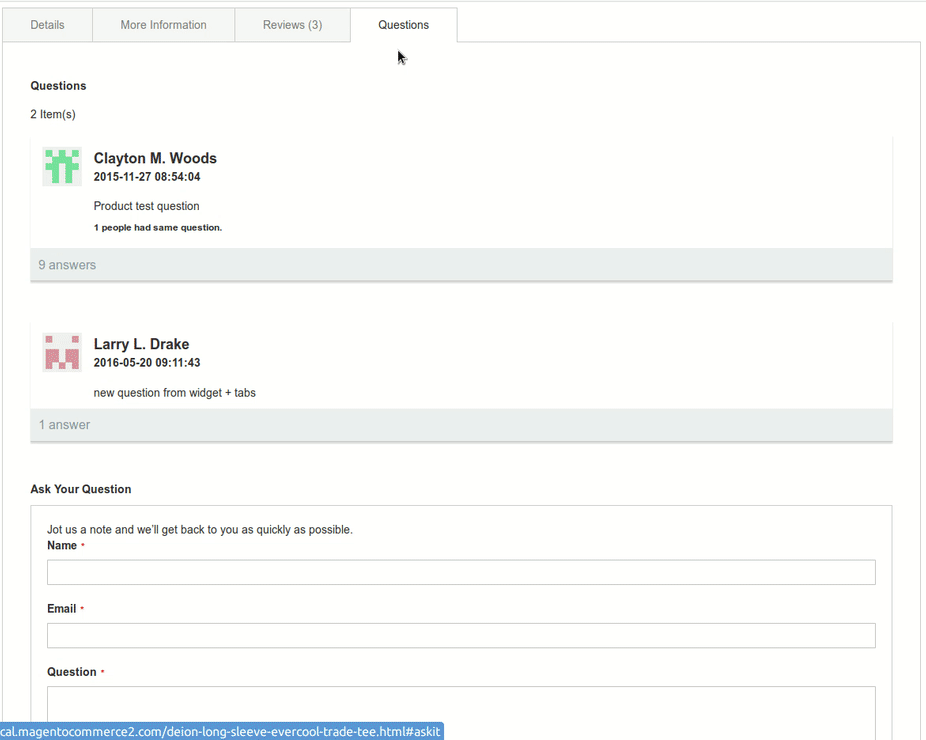 Details More Information Reviews (3) Questions
Questions
2 Item(s)
Clayton M. Woods
2015-11-27 08:54:04
Product test question
1 people had same question.
9 answers
Larry L. Drake
2016-05-20 09:11:43
new question from widget + tabs
1 answer
Ask Your Question
Jot us a note and we’ll get back to you as quickly as possible.
Name *
Email *
Question *
cal.magentocommerce2.com/deion-long-sleeve-evercool-trade-tee.html#askit